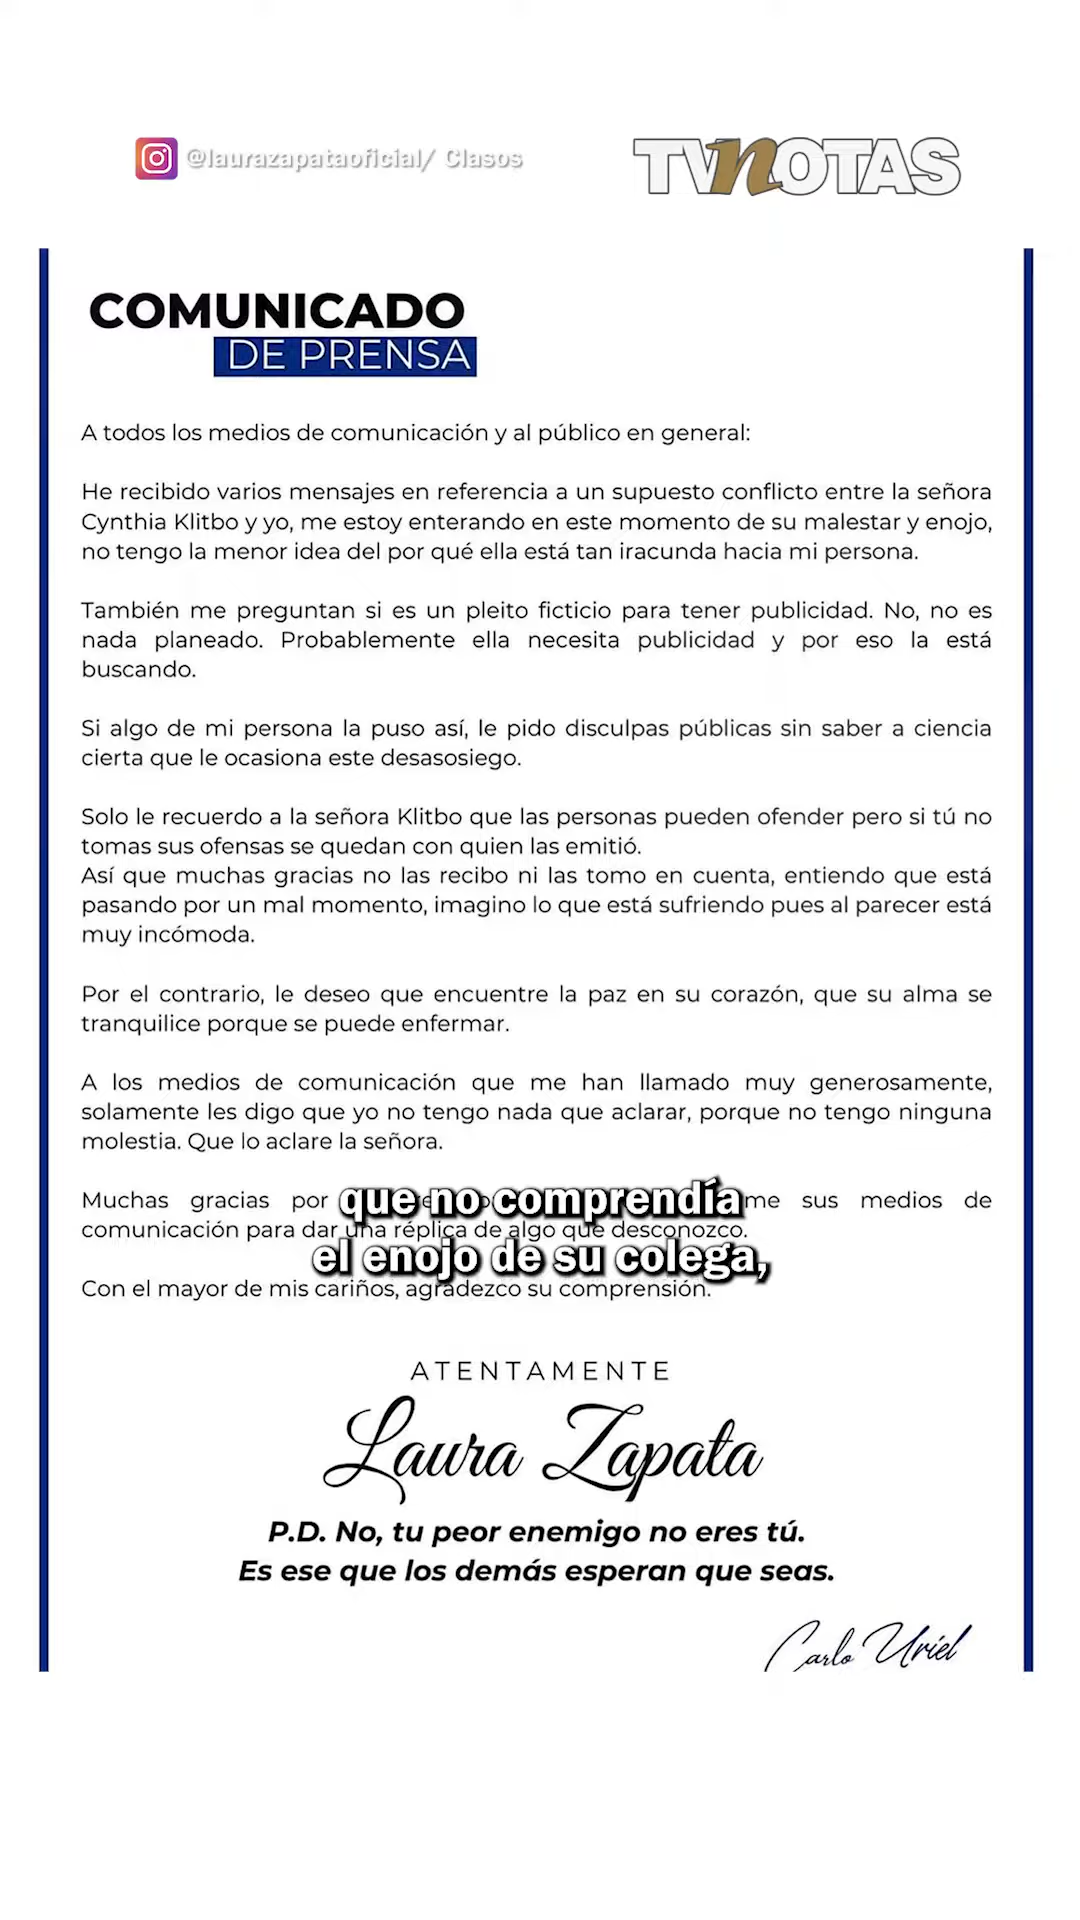 @laurazapataoficial/ Clasos
TVnOTAS
COMUNICADO
DE PRENSA
A todos los medios de comunicación y al público en general:
He recibido varios mensajes en referencia a un supuesto conflicto entre la señora
Cynthia Klitbo y yo, me estoy enterando en este momento de su malestar y enojo,
no tengo la menor idea del por qué ella está tan iracunda hacia mi persona.
También me preguntan si es un pleito ficticio para tener publicidad. No, no es
nada planeado. Probablemente ella necesita publicidad y por eso la está
buscando.
Si algo de mi persona la puso así, le pido disculpas públicas sin saber a ciencia
cierta que le ocasiona este desasosiego.
Solo le recuerdo a la señora Klitbo que las personas pueden ofender pero si tú no
tomas sus ofensas se quedan con quien las emitió.
Así que muchas gracias no las recibo ni las tomo en cuenta, entiendo que está
pasando por un mal momento, imagino lo que está sufriendo pues al parecer está
muy incómoda.
Por el contrario, le deseo que encuentre la paz en su corazón, que su alma se
tranquilice porque se puede enfermar.
A los medios de comunicación que me han llamado muy generosamente,
solamente les digo que yo no tengo nada que aclarar, porque no tengo ninguna
molestia. Que lo aclare la señora.
Muchas gracias por me sus medios de
que no comprendía
comunicación para dar una réplica de algo que desconozco.
el enojo de su colega,
Con el mayor de mis cariños, agradezco su comprensión.
ATENTAMENTE
Laura Zapata
P.D. No, tu peor enemigo no eres tú.
Es ese que los demás esperan que seas.
Carlo Uriel